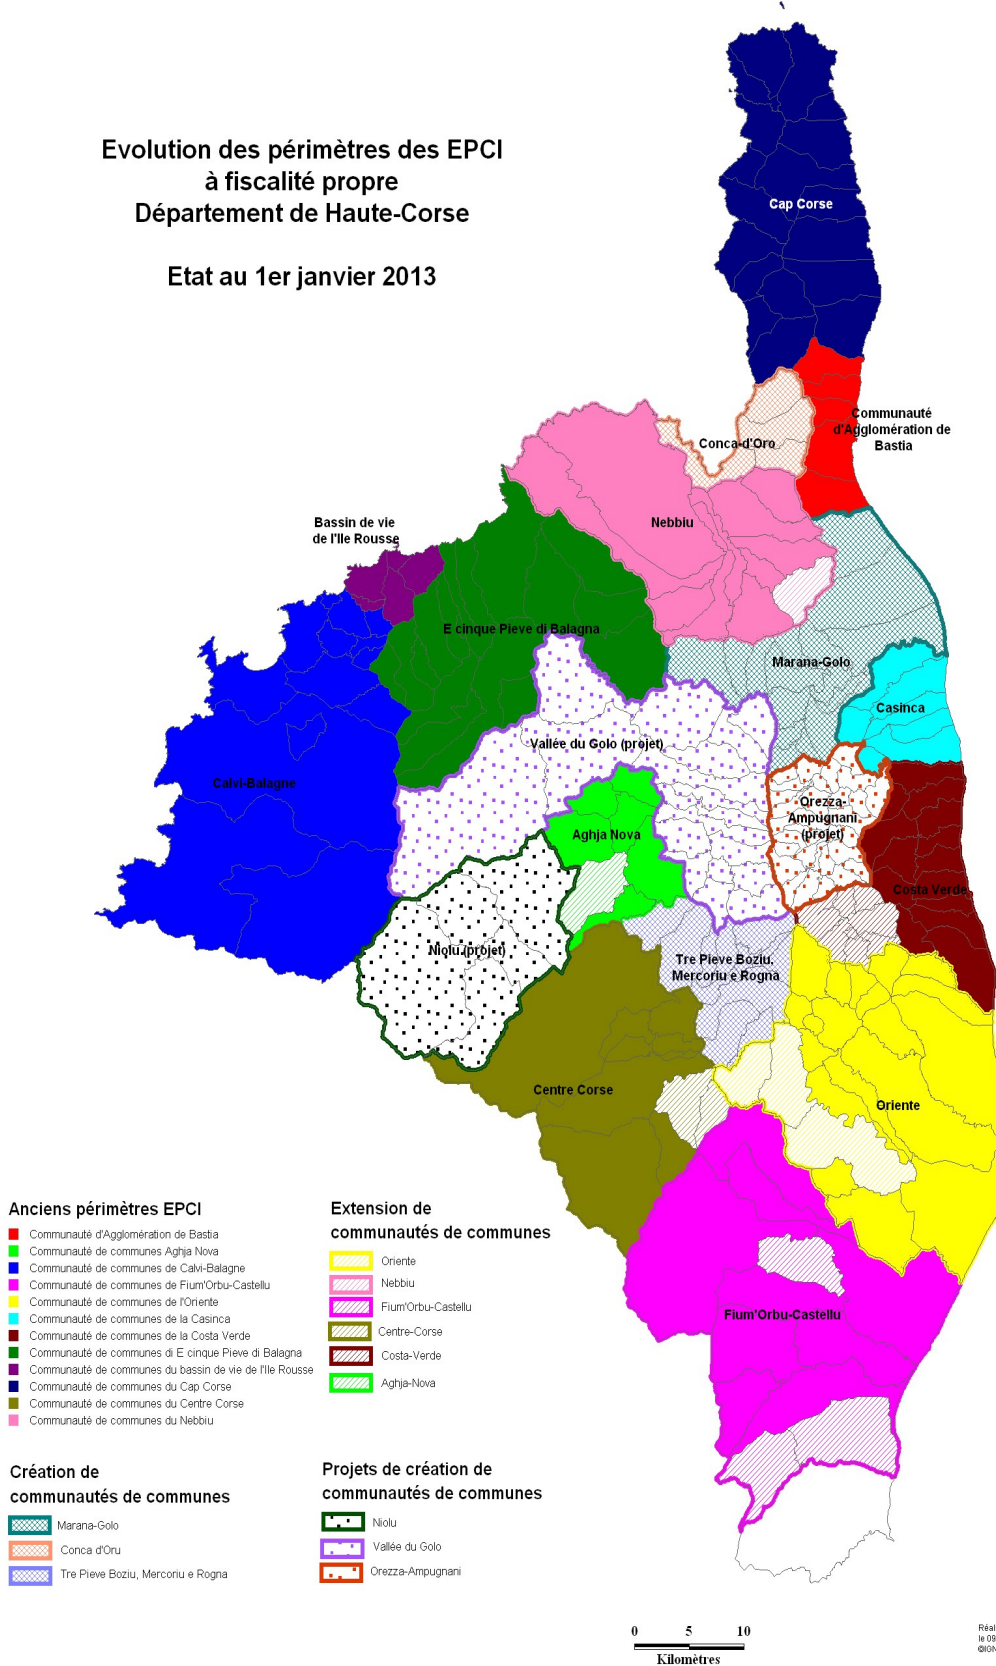 Evolution des périmètres des EPCI
à fiscalité propre
Département de Haute-Corse
Etat au 1er janvier 2013
Cap Corse
Communauté
d'Agglomération de
Bastia
Conca-d'Oro
Nebbiu
Bassin de vie
de l'Ile Rousse
E cinque Pieve di Balagna
Marana-Golo
Casinca
Vallée du Golo (projet)
Calvi-Balagne
Orezza-
Ampugnani
(projet)
Aghja Nova
Costa Verde
Niolu (projet)
Tre Pieve Boziu,
Mercoriu e Rogna
Centre Corse
Oriente
Fium'Orbu-Castellu
Anciens périmètres EPCI
Communauté d'Agglomération de Bastia
Communauté de communes Aghja Nova
Communauté de communes de Calvi-Balagne
Communauté de communes de Fium'Orbu-Castellu
Communauté de communes de l'Oriente
Communauté de communes de la Casinca
Communauté de communes de la Costa Verde
Communauté de communes di E cinque Pieve di Balagna
Communauté de communes du bassin de vie de l'Ile Rousse
Communauté de communes du Cap Corse
Communauté de communes du Centre Corse
Communauté de communes du Nebbiu
Extension de
communautés de communes
Oriente
Nebbiu
Fium'Orbu-Castellu
Centre-Corse
Costa-Verde
Aghja-Nova
Création de
communautés de communes
Marana-Golo
Conca d'Oru
Tre Pieve Boziu, Mercoriu e Rogna
Projets de création de
communautés de communes
Niolu
Vallée du Golo
Orezza-Ampugnani
0 5 10
Kilomètres
Réal
le 09
©IGN